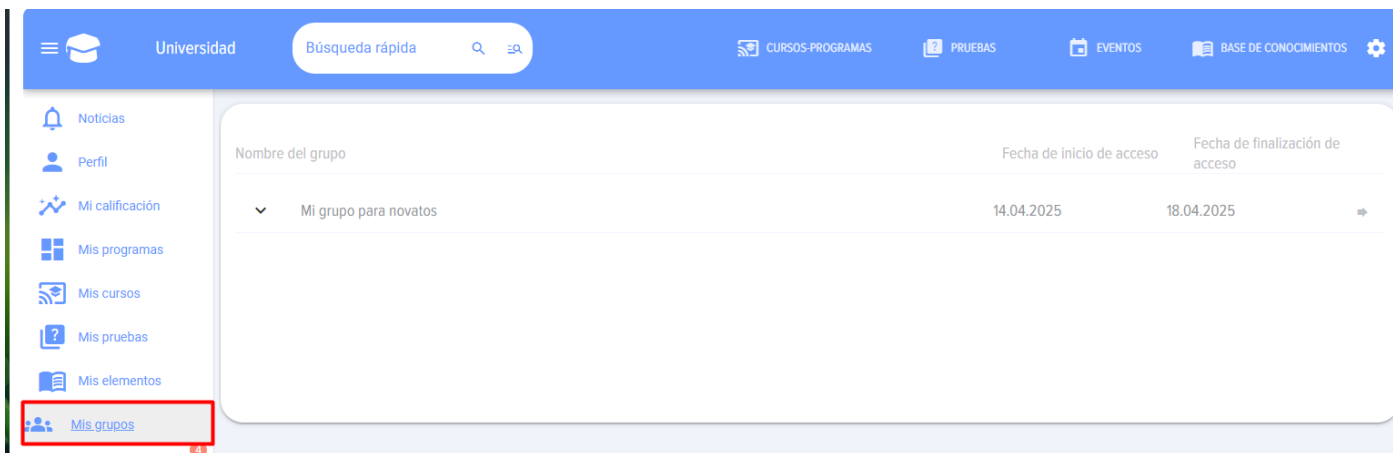 Universidad
Búsqueda rápida
CURSOS-PROGRAMAS
PRUEBAS
EVENTOS
BASE DE CONOCIMIENTOS
Noticias
Perfil
Mi calificación
Mis programas
Mis cursos
Mis pruebas
Mis elementos
Mis grupos
4
Nombre del grupo
Fecha de inicio de acceso
Fecha de finalización de
acceso
Mi grupo para novatos
14.04.2025
18.04.2025